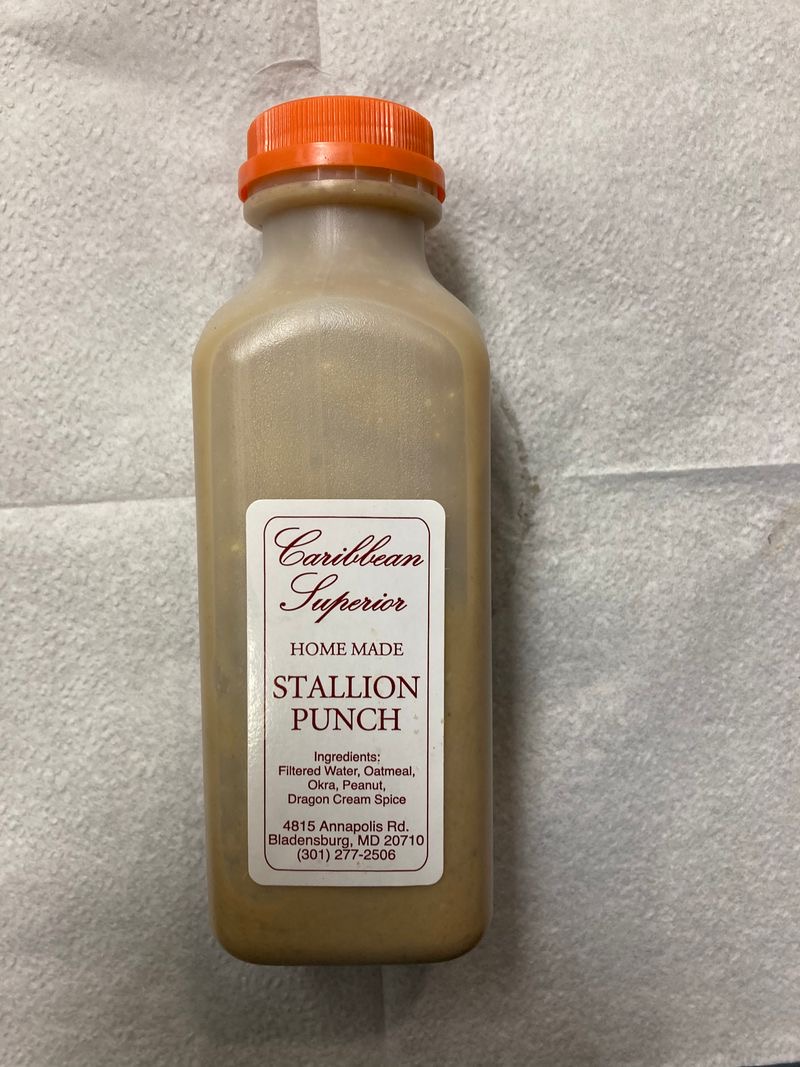 Caribbean
Superior
HOME MADE
STALLION
PUNCH
Ingredients:
Filtered Water, Oatmeal,
Okra, Peanut,
Dragon Cream Spice
4815 Annapolis Rd.
Bladensburg, MD 20710
(301) 277-2506